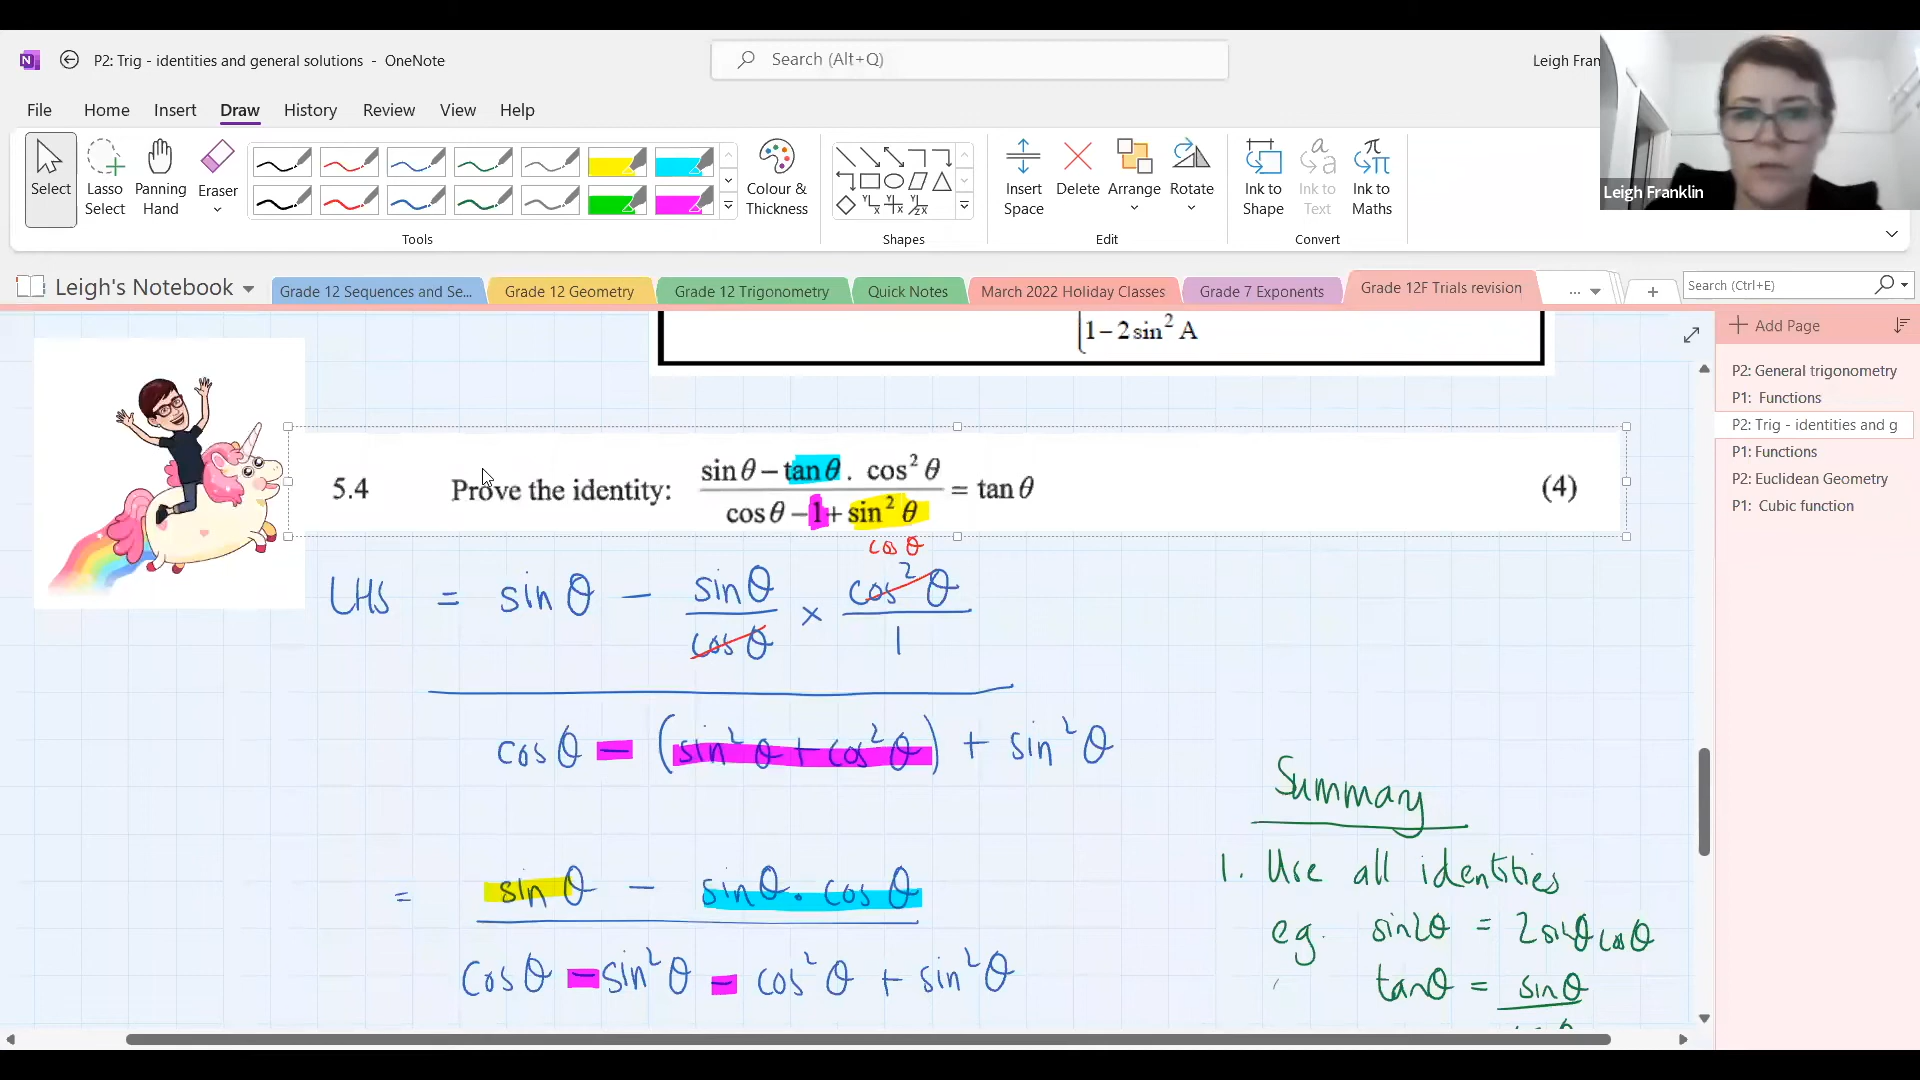 P2: Trig - identities and general solutions - OneNote
Search (Alt+Q)
Leigh Fran
File Home Insert Draw History Review View Help
Select
Lasso Select
Panning Hand
Eraser
Colour & Thickness
Insert Space
Delete
Arrange
Rotate
Ink to Shape
Ink to Text
Ink to Maths
Tools Shapes Edit Convert
Leigh Franklin
Leigh's Notebook
Grade 12 Sequences and Se...
Grade 12 Geometry
Grade 12 Trigonometry
Quick Notes
March 2022 Holiday Classes
Grade 7 Exponents
Grade 12F Trials revision
...
Search (Ctrl+E)
Add Page
P2: General trigonometry
P1: Functions
P2: Trig - identities and g
P1: Functions
P2: Euclidean Geometry
P1: Cubic function
1 − 2 sin² A
5.4 Prove the identity: (sin θ − tan θ . cos² θ)/(cos θ − 1 + sin² θ) = tan θ (4)
cos θ
LHS = sin θ − sin θ/cos θ × cos² θ/1
cos θ − (sin² θ + cos² θ) + sin² θ
= sin θ − sin θ . cos θ
cos θ − sin² θ − cos² θ + sin² θ
Summary
1. Use all identities
eg. sin2θ = 2sinθcosθ
tanθ = sinθ